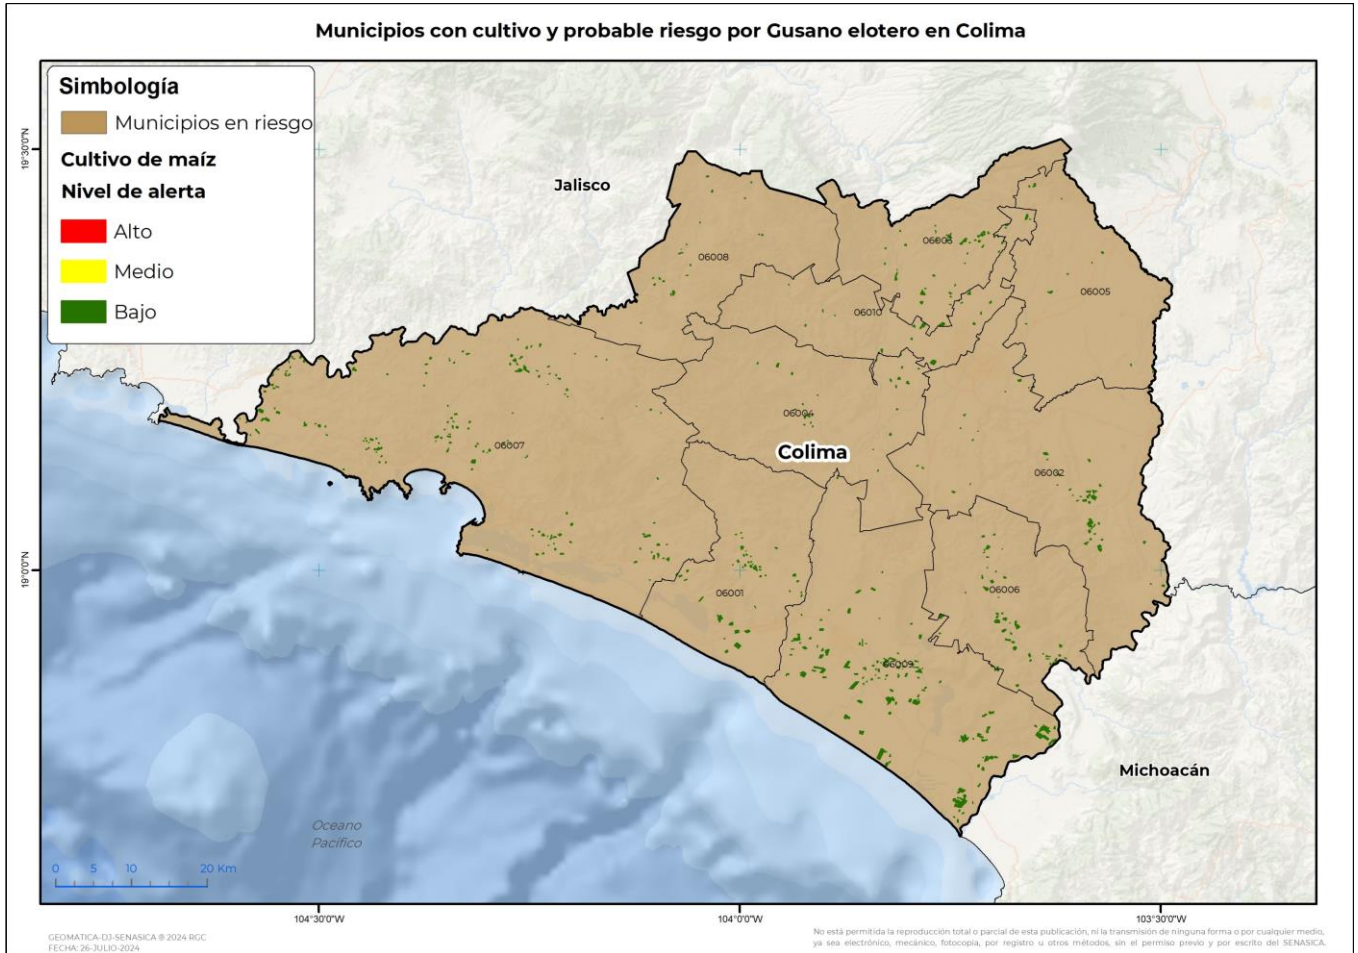 Municipios con cultivo y probable riesgo por Gusano elotero en Colima
Simbología
Municipios en riesgo
Cultivo de maíz
Nivel de alerta
Alto
Medio
Bajo
19°30'0"N
19°0'0"N
Jalisco
06008
06003
06005
06010
06004
06007
Colima
06002
06001
06006
06009
Michoacán
Oceano
Pacífico
0 5 10 20 Km
104°30'0"W
104°0'0"W
103°30'0"W
GEOMATICA-DJ-SENASICA ® 2024 RGC
FECHA: 26-JULIO-2024
No está permitida la reproducción total o parcial de esta publicación, ni la transmisión de ninguna forma o por cualquier medio,
ya sea electrónico, mecánico, fotocopia, por registro u otros métodos, sin el permiso previo y por escrito del SENASICA.